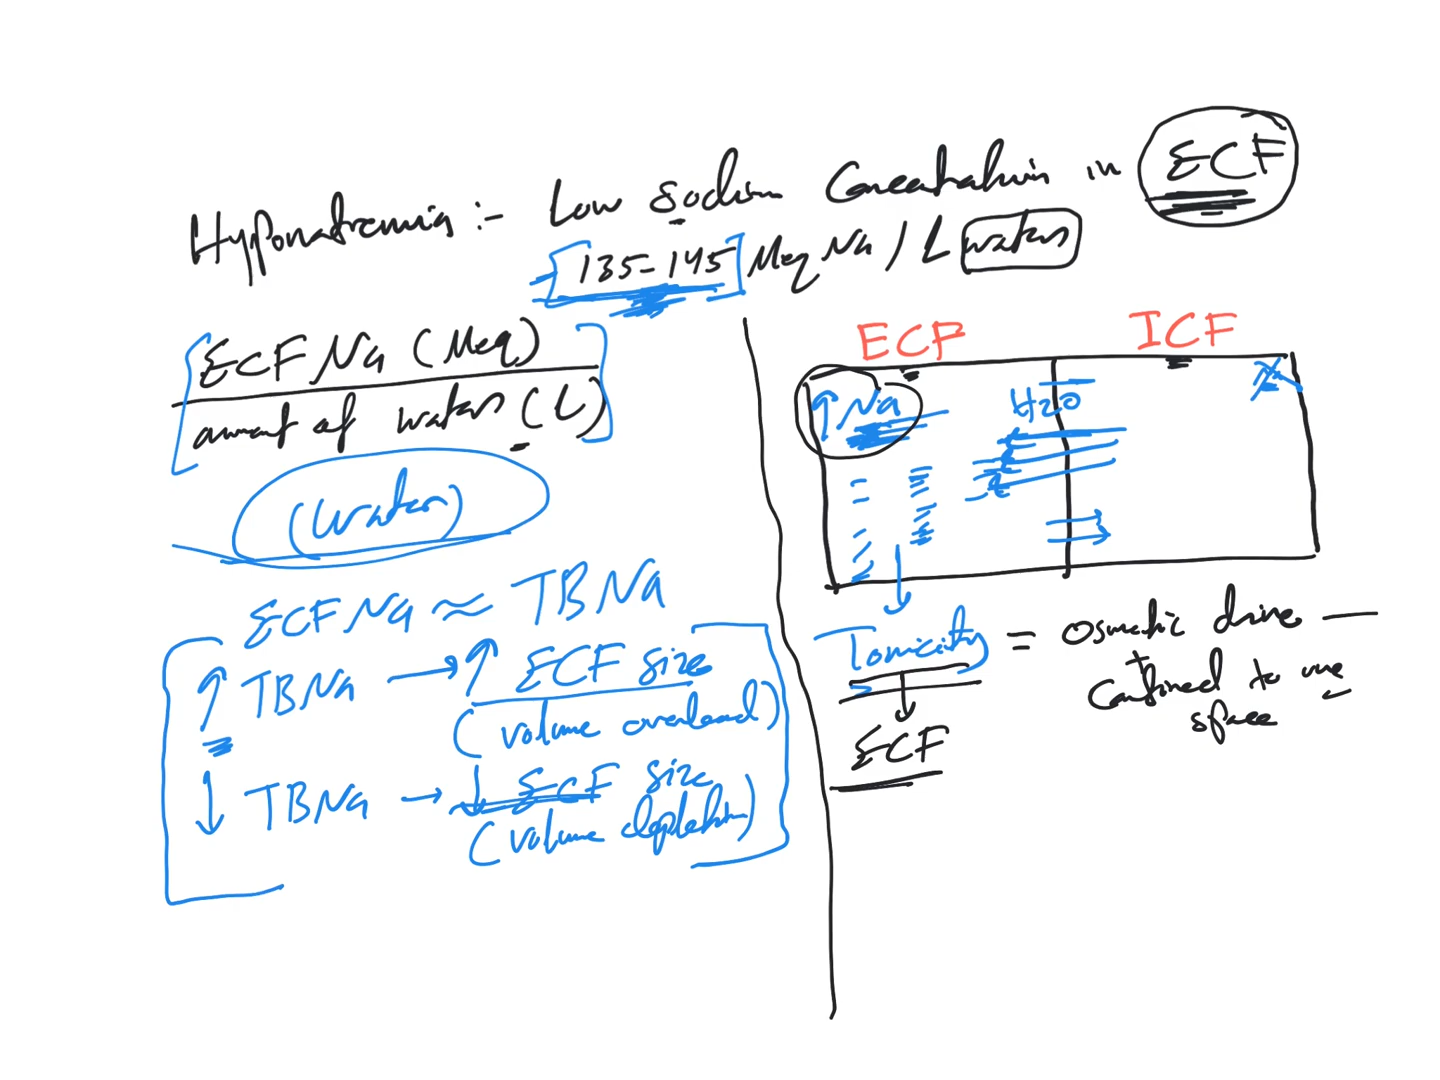 Hyponatremia :- Low Sodium Concentration in ECF
135-145 Meq Na / L water
ECF Na (Meq)
amount of water (L)
(water)
ECF Na ≈ TBNa
↑ TBNa → ↑ ECF size
(volume overload)
↓ TBNa → ↓ ECF size
(volume depletion)
ECF ICF
↑ Na H2O
Tonicity = Osmotic drive —
+
Confined to one
space
ECF